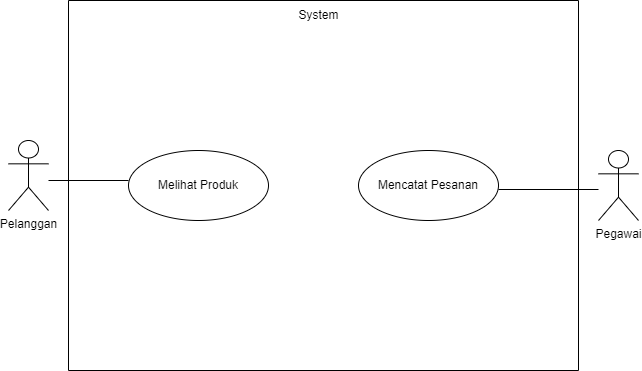 System
Melihat Produk
Mencatat Pesanan
Pelanggan
Pegawai